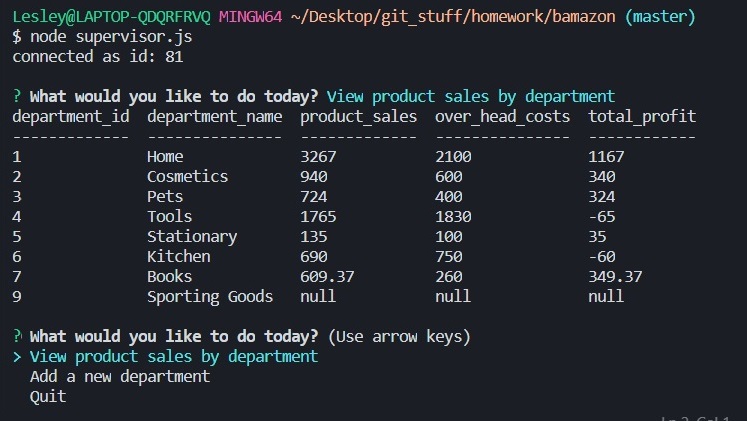 Lesley@LAPTOP-QDQRFRVQ MINGW64 ~/Desktop/git_stuff/homework/bamazon (master)
$ node supervisor.js
connected as id: 81
? What would you like to do today? View product sales by department
department_id  department_name  product_sales  over_head_costs  total_profit
-------------  ---------------  -------------  ---------------  ------------
1              Home             3267           2100             1167
2              Cosmetics        940            600              340
3              Pets             724            400              324
4              Tools            1765           1830             -65
5              Stationary       135            100              35
6              Kitchen          690            750              -60
7              Books            609.37         260              349.37
9              Sporting Goods   null           null             null
? What would you like to do today? (Use arrow keys)
> View product sales by department
  Add a new department
  Quit